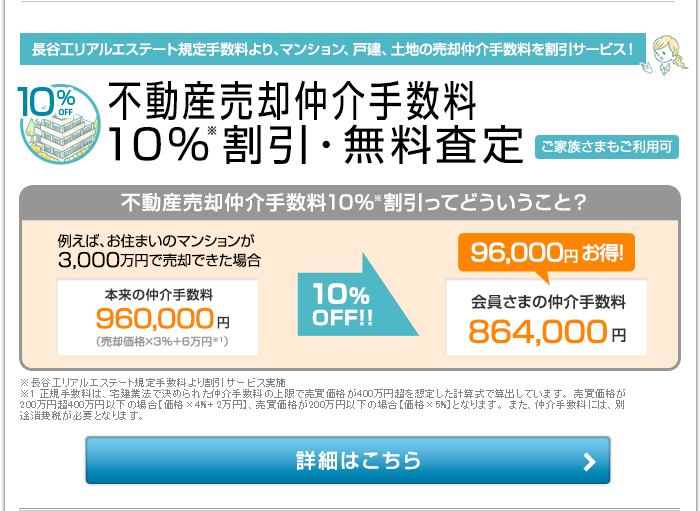 長谷工リアルエステート規定手数料より、マンション、戸建、土地の売却仲介手数料を割引サービス!
10%
OFF
不動産売却仲介手数料
10%※割引・無料査定
ご家族さまもご利用可
不動産売却仲介手数料10%※割引ってどういうこと?
例えば、お住まいのマンションが
3,000万円で売却できた場合
本来の仲介手数料
960,000円
(売却価格×3%+6万円※1)
10%
OFF!!
96,000円お得!
会員さまの仲介手数料
864,000円
※長谷工リアルエステート規定手数料より割引サービス実施
※1 正規手数料は、宅建業法で決められた仲介手数料の上限で売買価格が400万円超を想定した計算式で算出しています。売買価格が
200万円超400万円以下の場合【価格×4%+2万円】、売買価格が200万円以下の場合【価格×5%】となります。また、仲介手数料には、別
途消費税が必要となります。
詳細はこちら